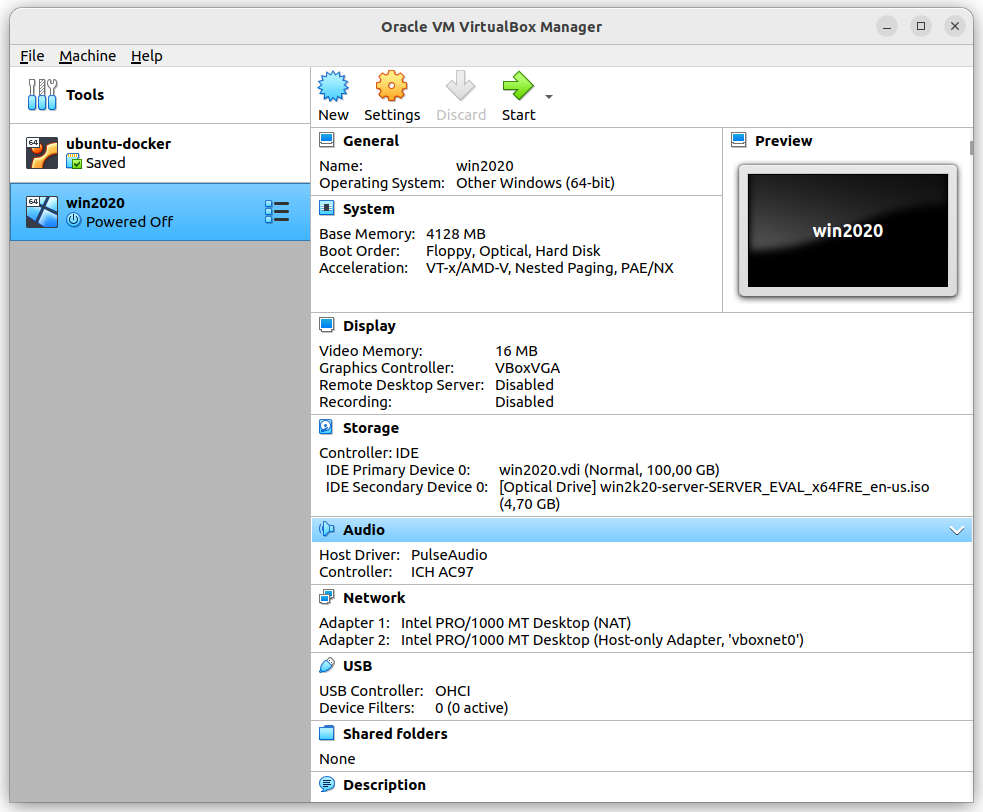 Oracle VM VirtualBox Manager
File Machine Help
Tools
New Settings Discard Start
64
ubuntu-docker
Saved
64
win2020
Powered Off
General
Name: win2020
Operating System: Other Windows (64-bit)
System
Base Memory: 4128 MB
Boot Order: Floppy, Optical, Hard Disk
Acceleration: VT-x/AMD-V, Nested Paging, PAE/NX
Preview
win2020
Display
Video Memory: 16 MB
Graphics Controller: VBoxVGA
Remote Desktop Server: Disabled
Recording: Disabled
Storage
Controller: IDE
IDE Primary Device 0: win2020.vdi (Normal, 100,00 GB)
IDE Secondary Device 0: [Optical Drive] win2k20-server-SERVER_EVAL_x64FRE_en-us.iso
(4,70 GB)
Audio
Host Driver: PulseAudio
Controller: ICH AC97
Network
Adapter 1: Intel PRO/1000 MT Desktop (NAT)
Adapter 2: Intel PRO/1000 MT Desktop (Host-only Adapter, 'vboxnet0')
USB
USB Controller: OHCI
Device Filters: 0 (0 active)
Shared folders
None
Description